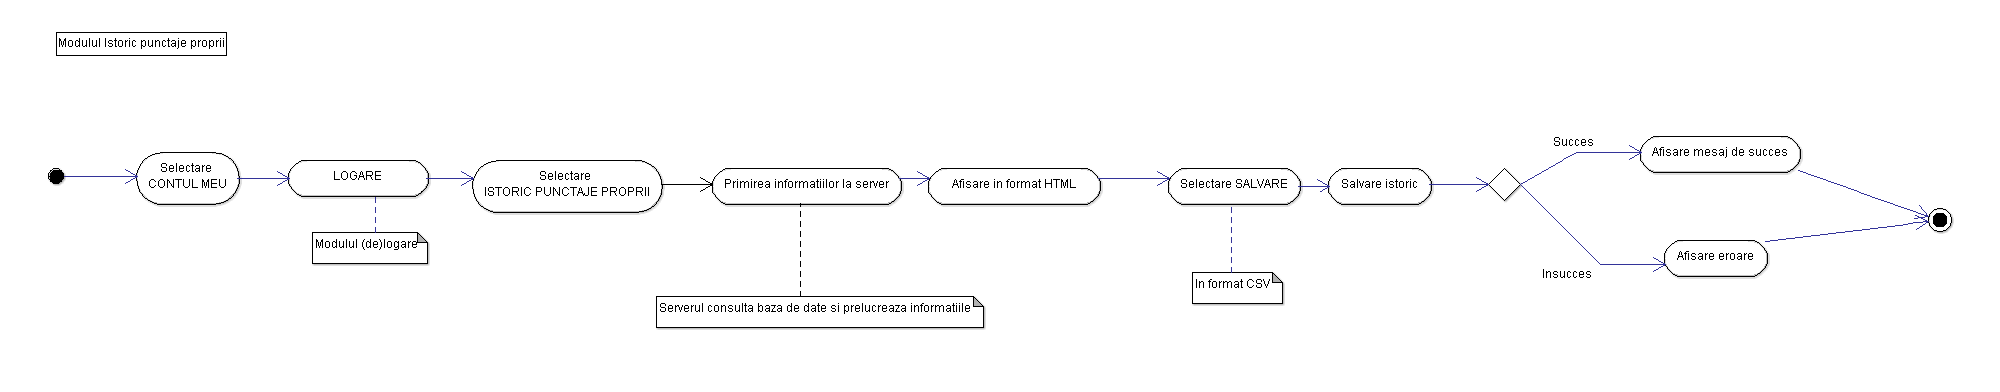 Modulul Istoric punctaje proprii
Selectare
CONTUL MEU
LOGARE
Modulul (de)logare
Selectare
ISTORIC PUNCTAJE PROPRII
Primirea informatiilor la server
Serverul consulta baza de date si prelucreaza informatiile
Afisare in format HTML
Selectare SALVARE
In format CSV
Salvare istoric
Succes
Afisare mesaj de succes
Insucces
Afisare eroare